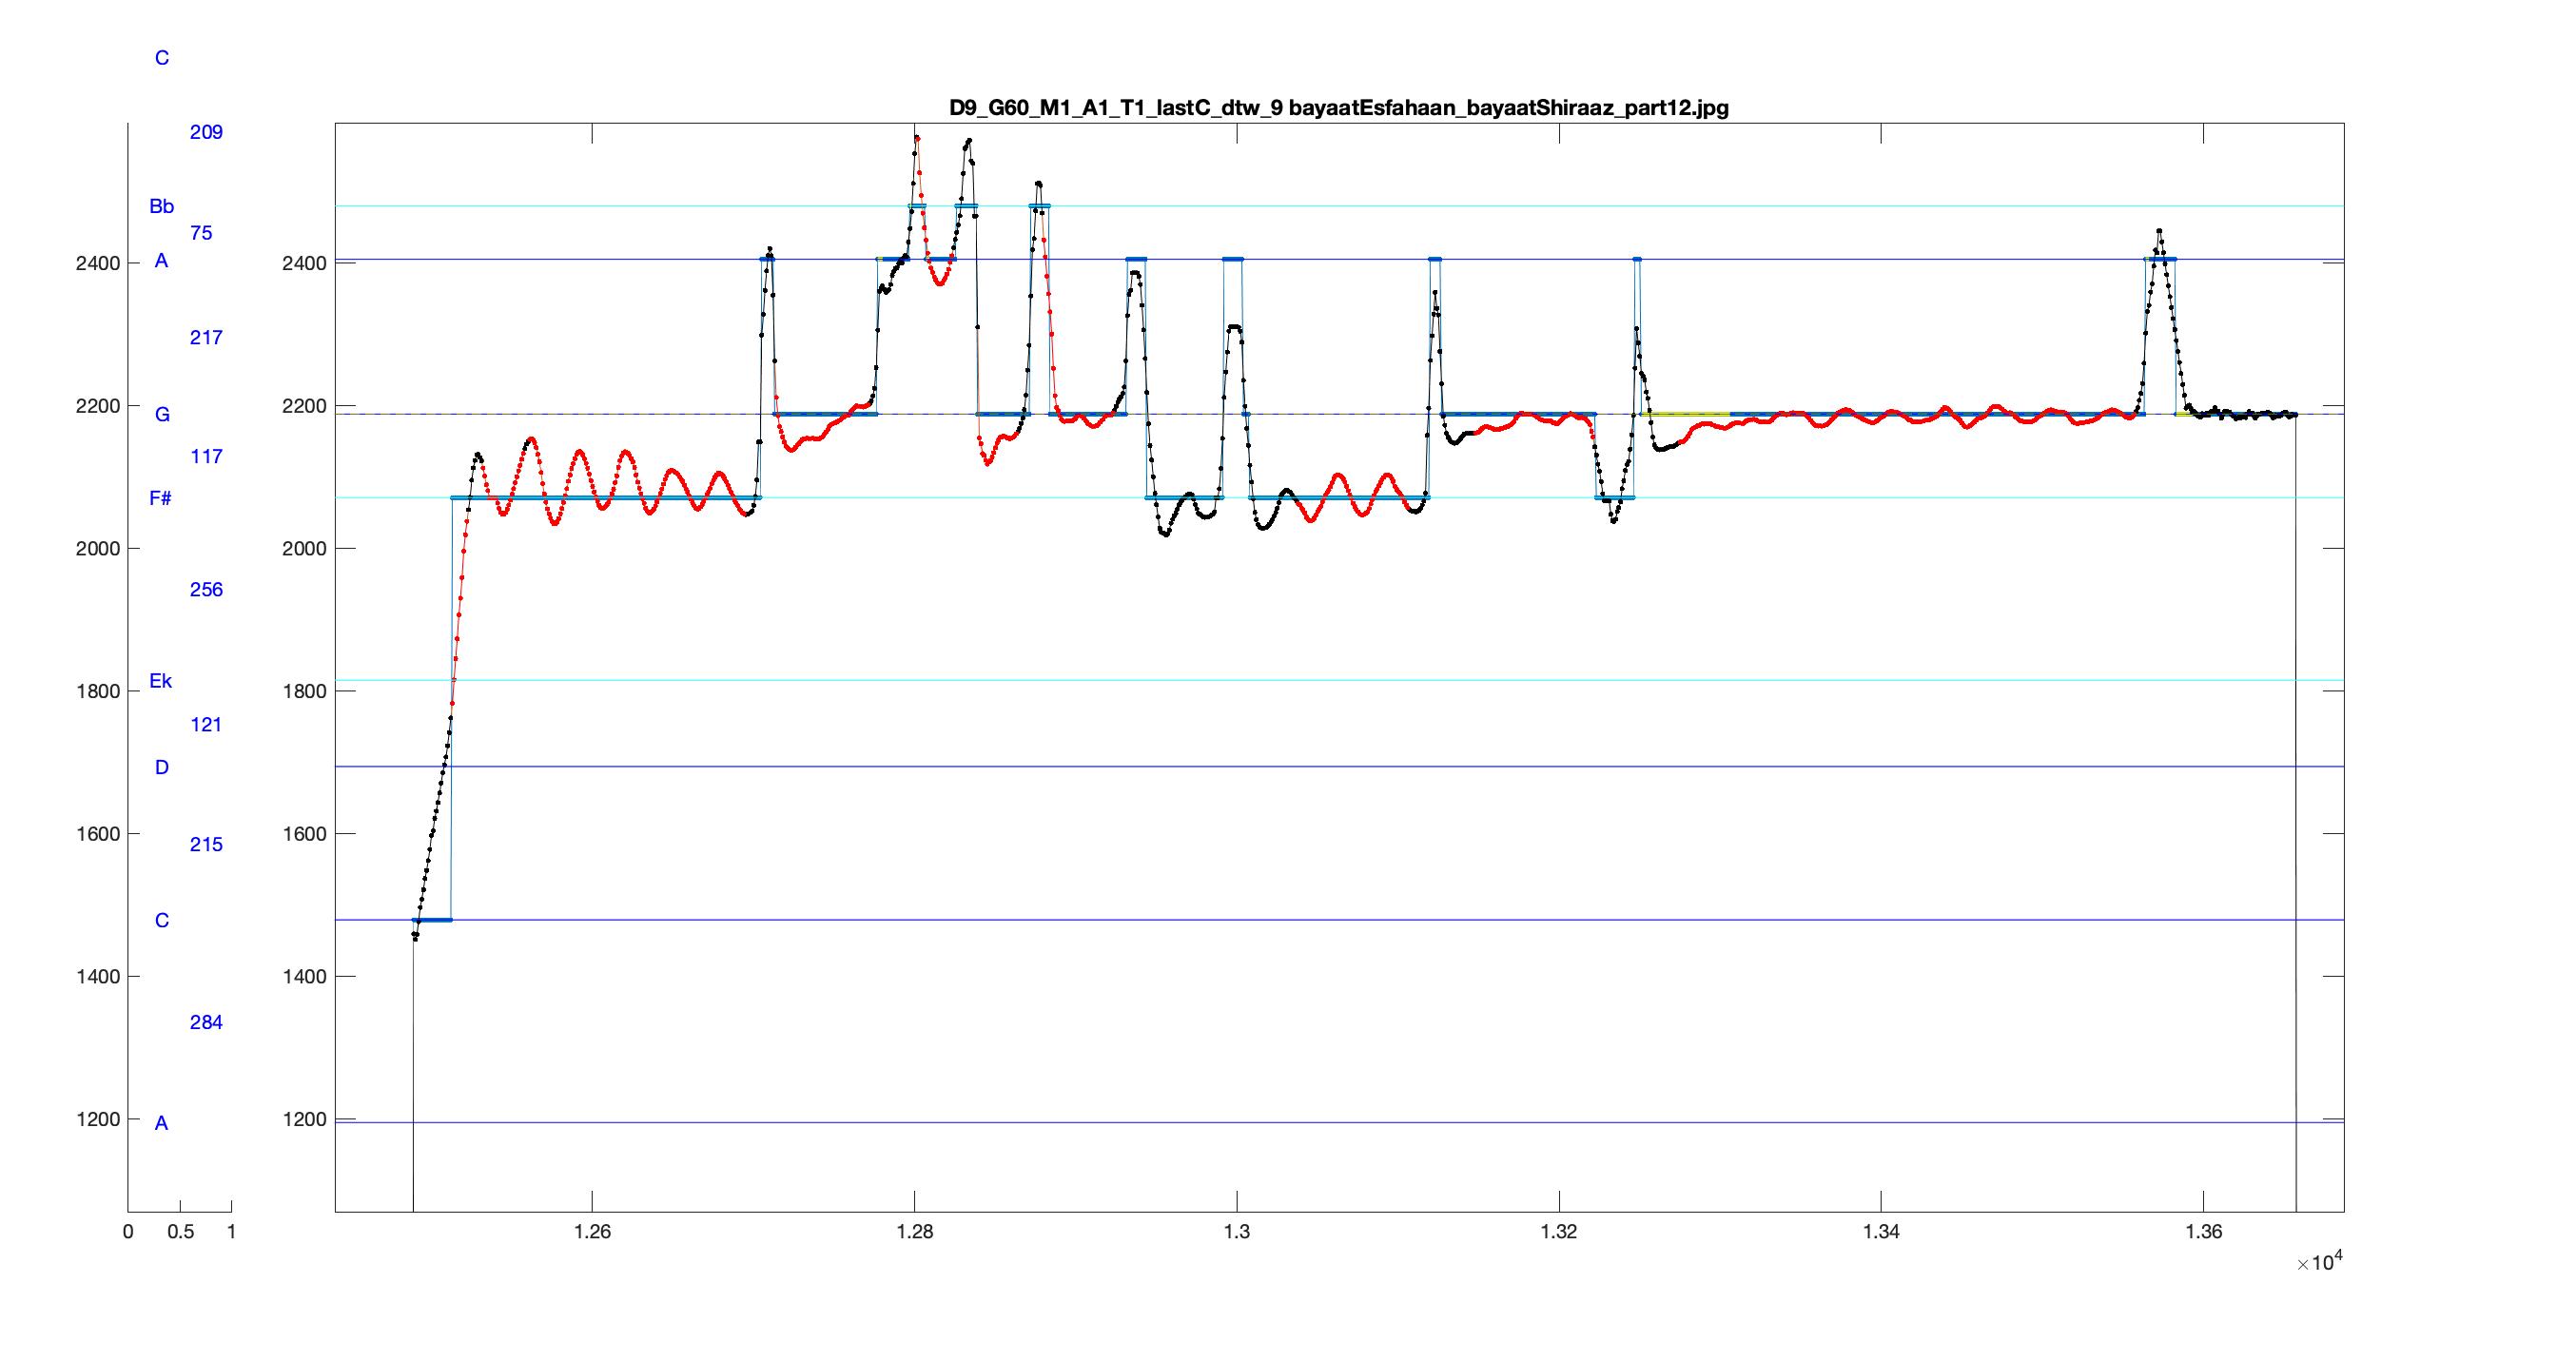 C
D9_G60_M1_A1_T1_lastC_dtw_9 bayaatEsfahaan_bayaatShiraaz_part12.jpg
209
Bb
75
2400 A 2400
217
2200 G 2200
117
F#
2000 2000
256
1800 Ek 1800
121
D
1600 1600
215
C
1400 1400
284
1200 A 1200
0 0.5 1 1.26 1.28 1.3 1.32 1.34 1.36
×10⁴